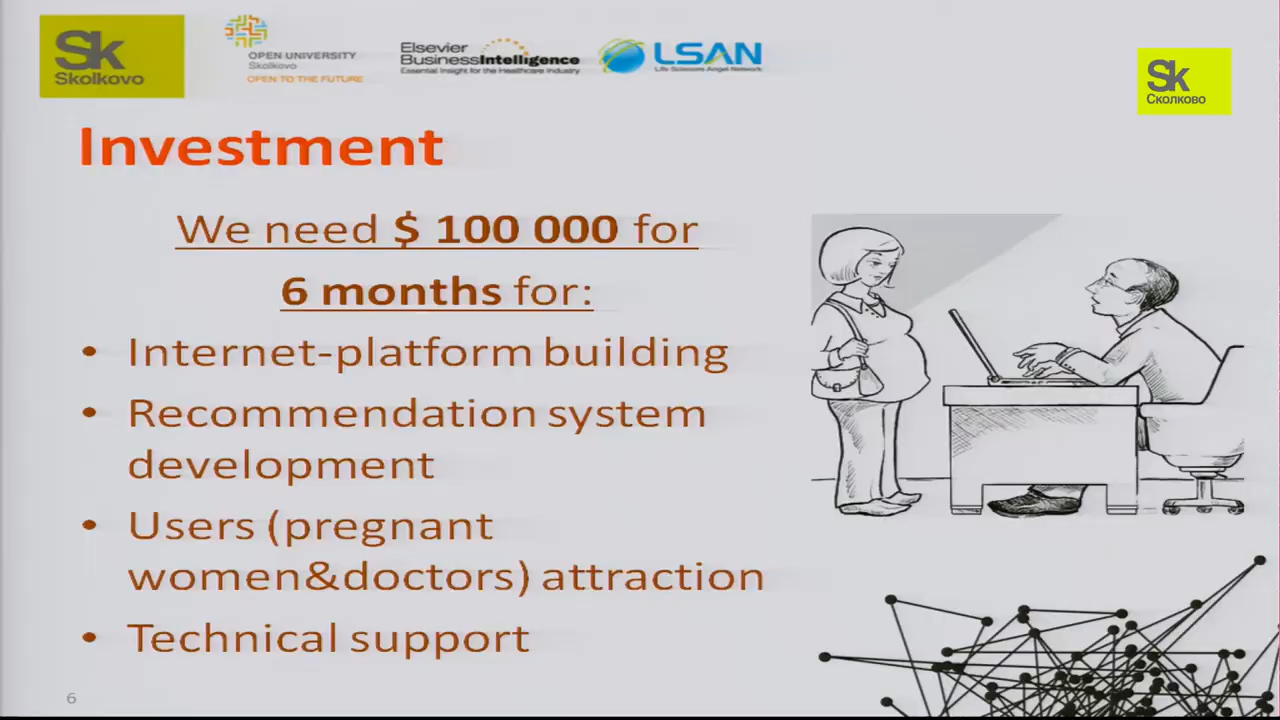 Sk
Skolkovo
OPEN UNIVERSITY
Skolkovo
OPEN TO THE FUTURE
Elsevier
BusinessIntelligence
Essential Insight for the Healthcare Industry
LSAN
Life Sciences Angel Network
Sk
Сколково
Investment
We need $ 100 000 for
6 months for:
• Internet-platform building
• Recommendation system
development
• Users (pregnant
women&doctors) attraction
• Technical support
6